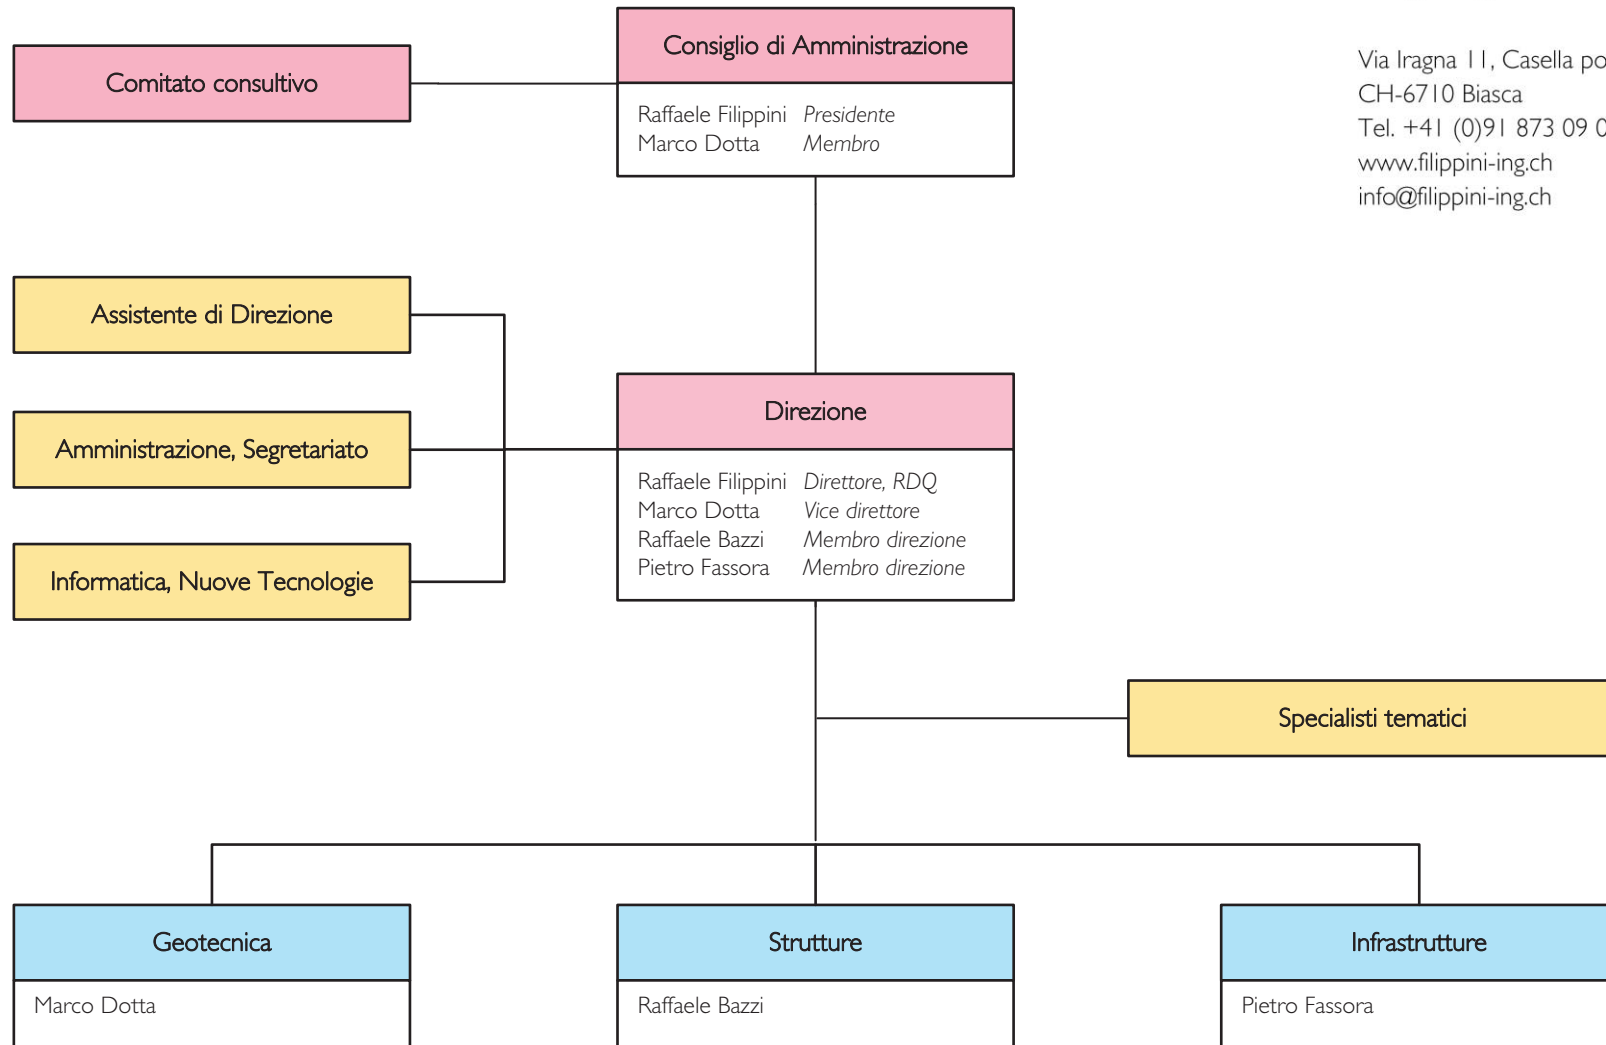 Consiglio di Amministrazione
Raffaele Filippini Presidente
Marco Dotta Membro
Comitato consultivo
Via Iragna 11, Casella
CH-6710 Biasca
Tel. +41 (0)91 873 09
www.filippini-ing.ch
info@filippini-ing.ch
Assistente di Direzione
Amministrazione, Segretariato
Informatica, Nuove Tecnologie
Direzione
Raffaele Filippini Direttore, RDQ
Marco Dotta Vice direttore
Raffaele Bazzi Membro direzione
Pietro Fassora Membro direzione
Specialisti tematici
Geotecnica
Marco Dotta
Strutture
Raffaele Bazzi
Infrastrutture
Pietro Fassora